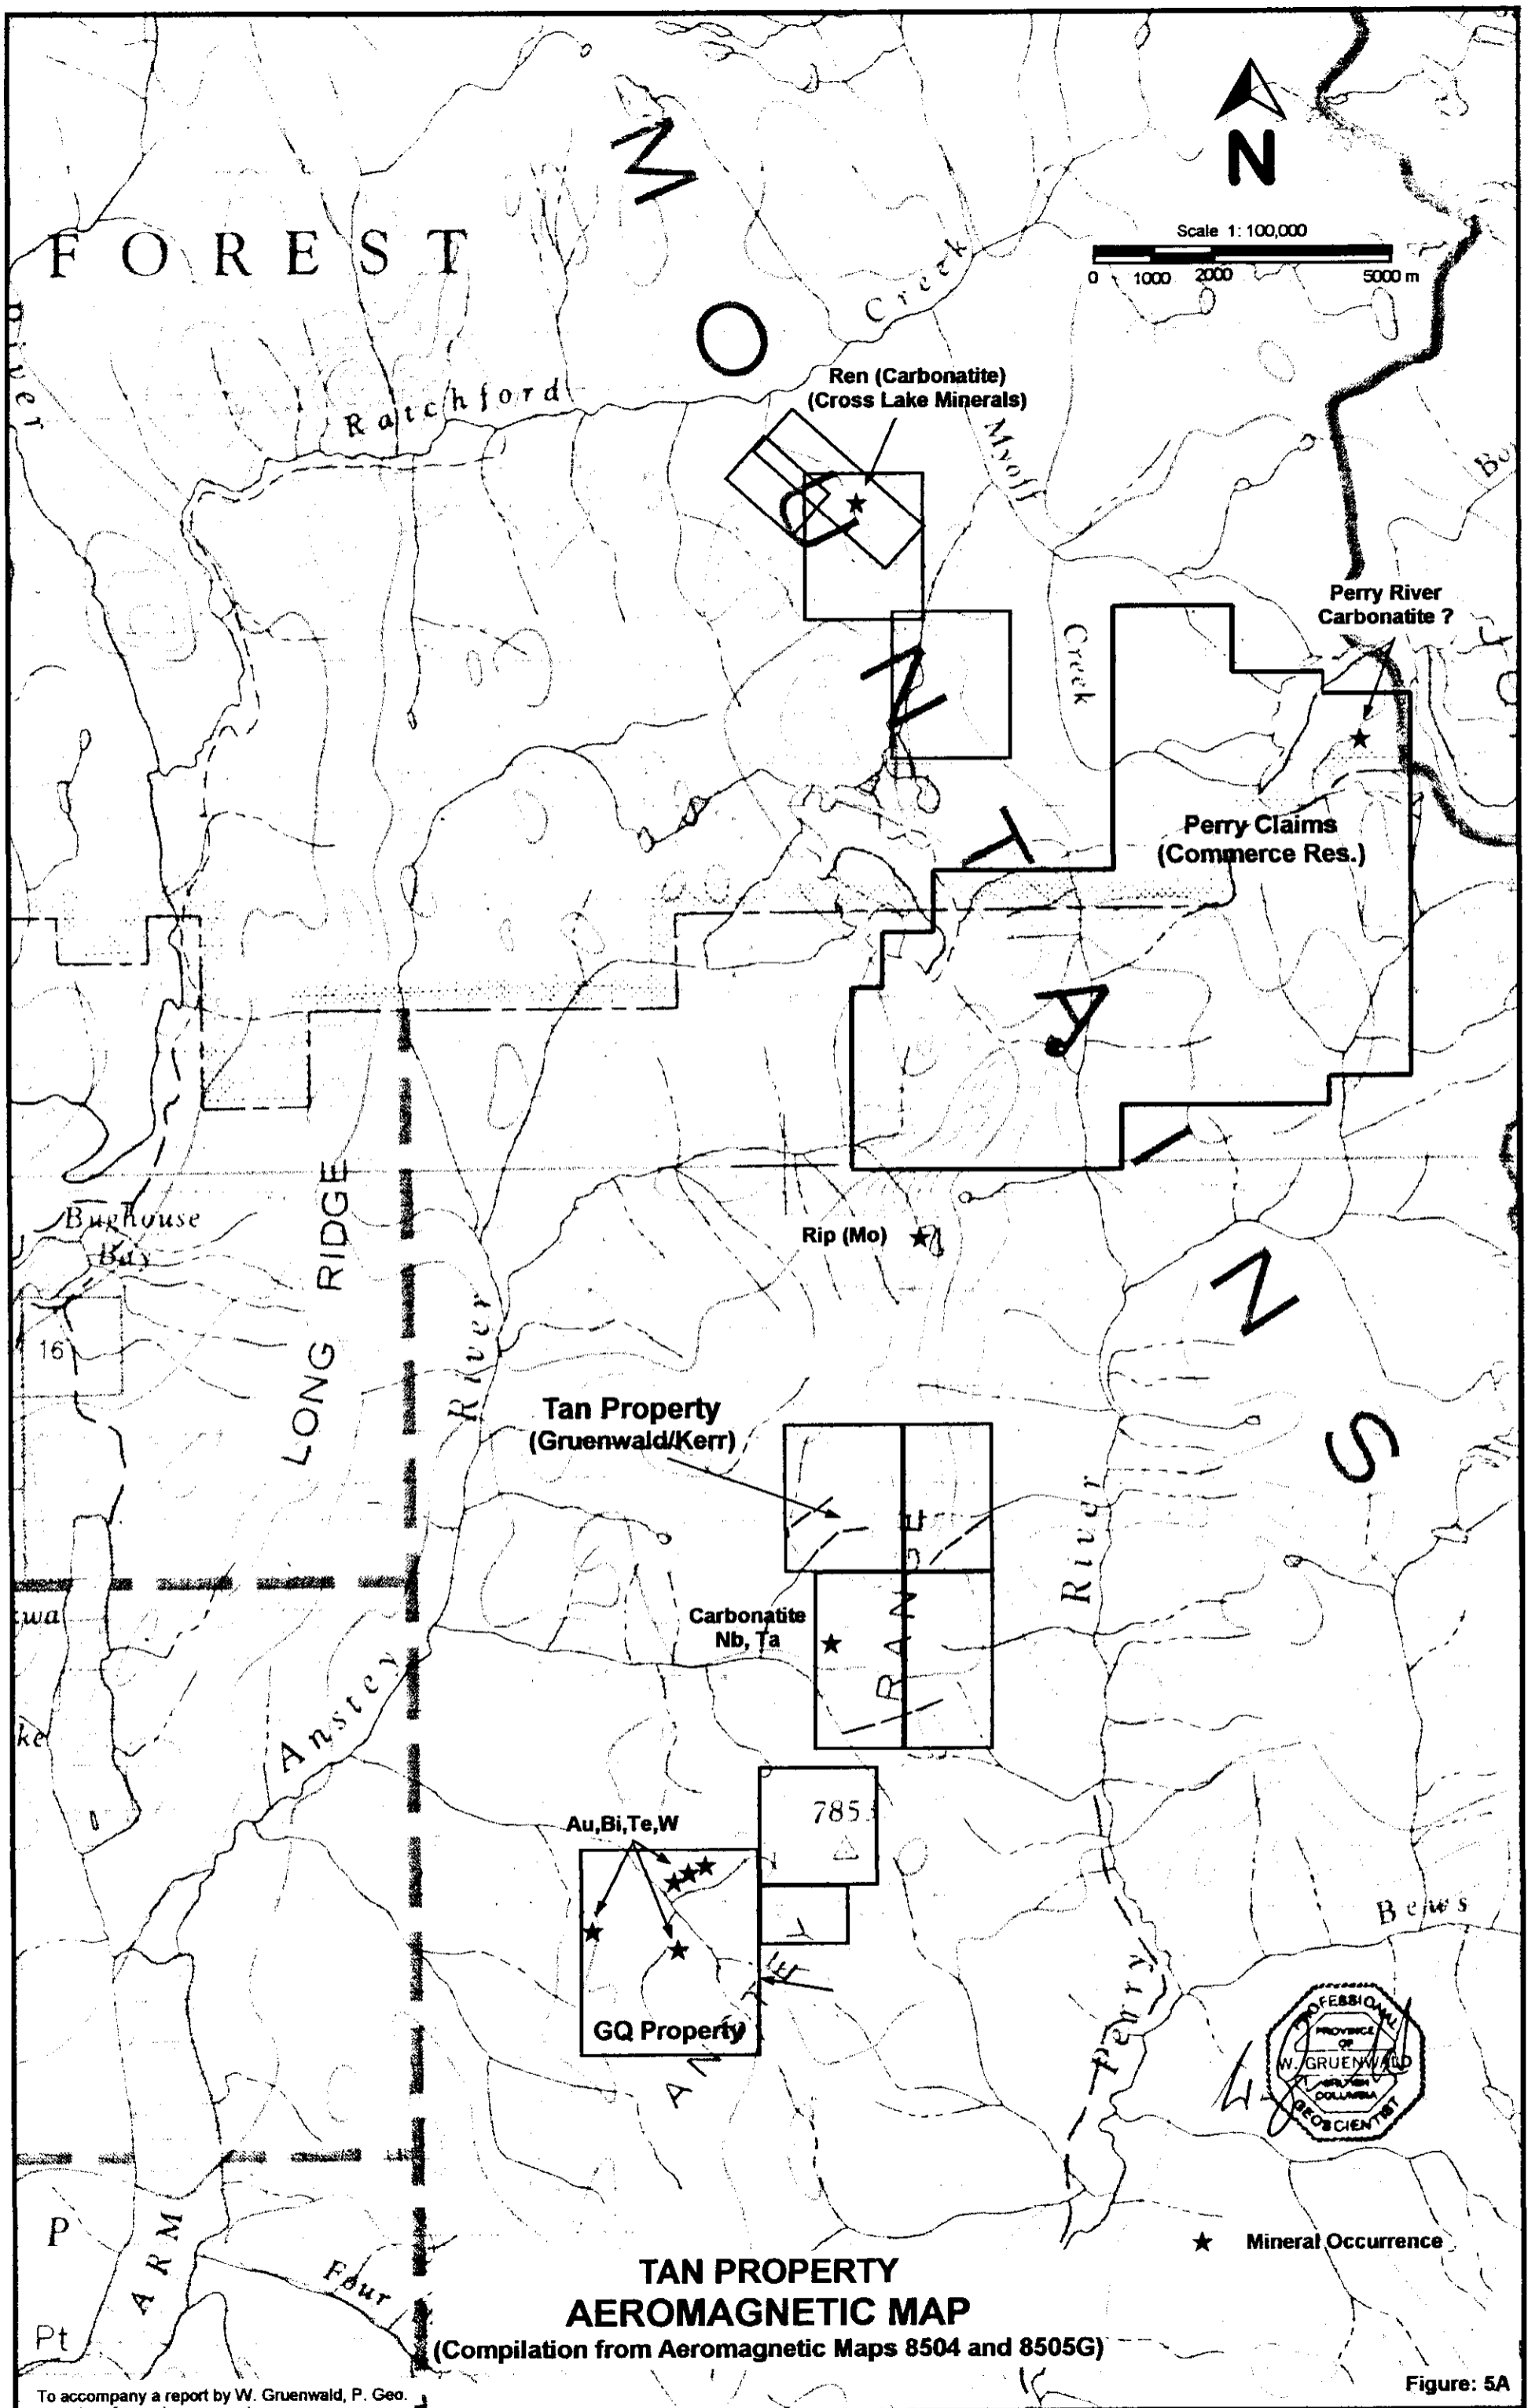 N
Scale 1: 100,000
0 1000 2000 5000 m
FOREST
MONTAINS
River
Ratchford
Creek
Ren (Carbonatite)
(Cross Lake Minerals)
Myoff
Creek
Perry River
Carbonatite ?
Perry Claims
(Commerce Res.)
Bughouse
Bay
LONG RIDGE
Rip (Mo)
16
River
Tan Property
(Gruenwald/Kerr)
RANGE
River
Carbonatite
Nb, Ta
Anstey
Au,Bi,Te,W
785
Bews
GQ Property
Perry
PROFESSIONAL
PROVINCE
OF
W. GRUENWALD
BRITISH
COLUMBIA
GEOSCIENTIST
P
ARM
Four
Pt
★ Mineral Occurrence
TAN PROPERTY
AEROMAGNETIC MAP
(Compilation from Aeromagnetic Maps 8504 and 8505G)
To accompany a report by W. Gruenwald, P. Geo.
Figure: 5A